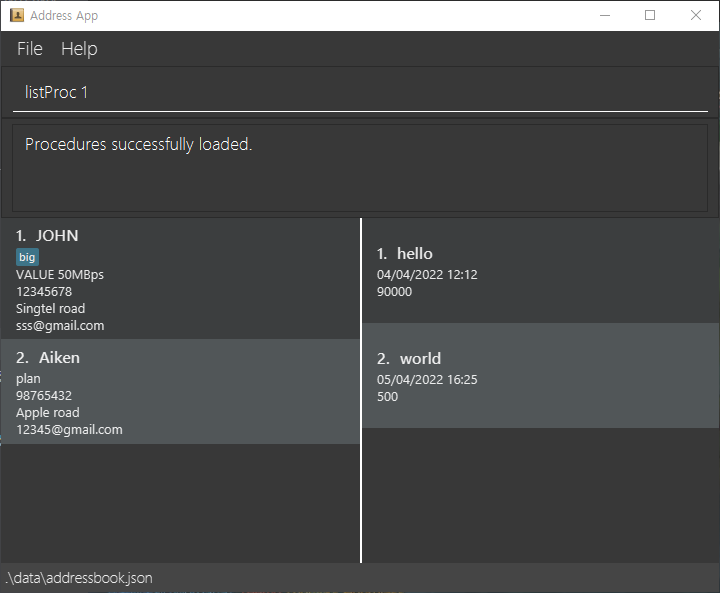 Address App
File Help
listProc 1
Procedures successfully loaded.
1. JOHN
big
VALUE 50MBps
12345678
Singtel road
sss@gmail.com
2. Aiken
plan
98765432
Apple road
12345@gmail.com
1. hello
04/04/2022 12:12
90000
2. world
05/04/2022 16:25
500
.\data\addressbook.json